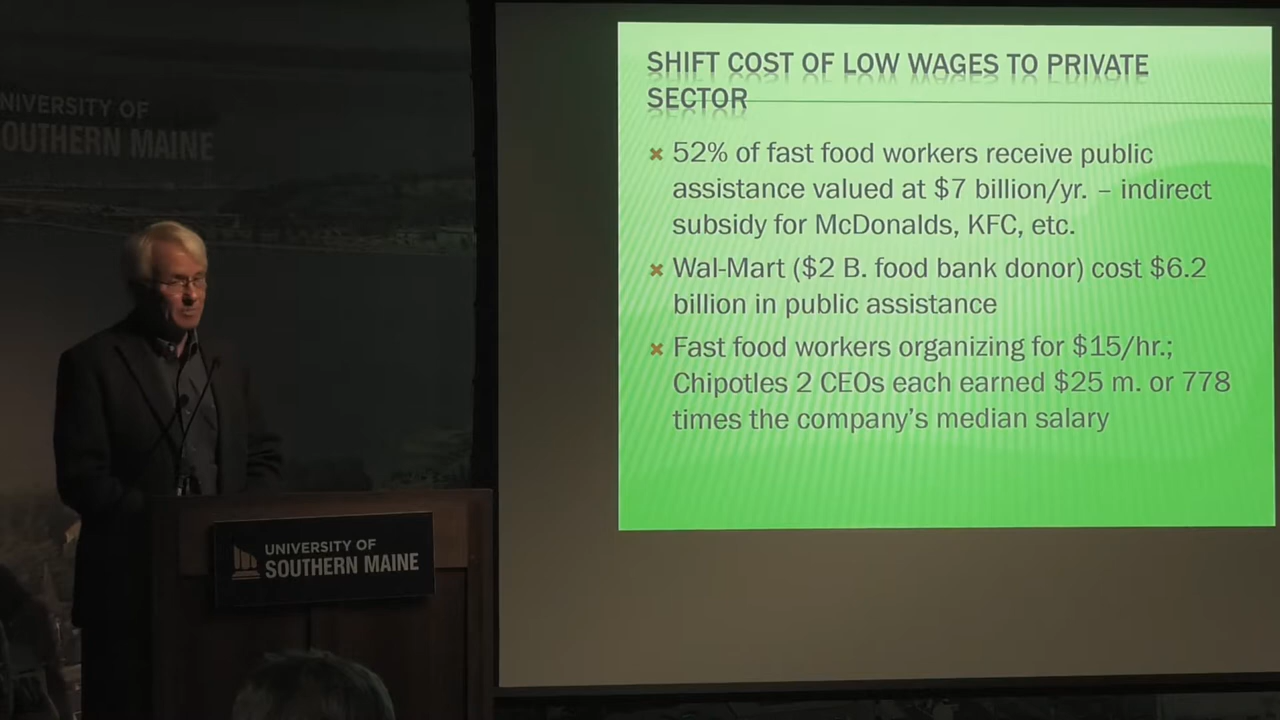 NIVERSITY OF
OUTHERN MAINE
SHIFT COST OF LOW WAGES TO PRIVATE
SECTOR
52% of fast food workers receive public
assistance valued at $7 billion/yr. – indirect
subsidy for McDonalds, KFC, etc.
Wal-Mart ($2 B. food bank donor) cost $6.2
billion in public assistance
Fast food workers organizing for $15/hr.;
Chipotles 2 CEOs each earned $25 m. or 778
times the company's median salary
UNIVERSITY OF
SOUTHERN MAINE